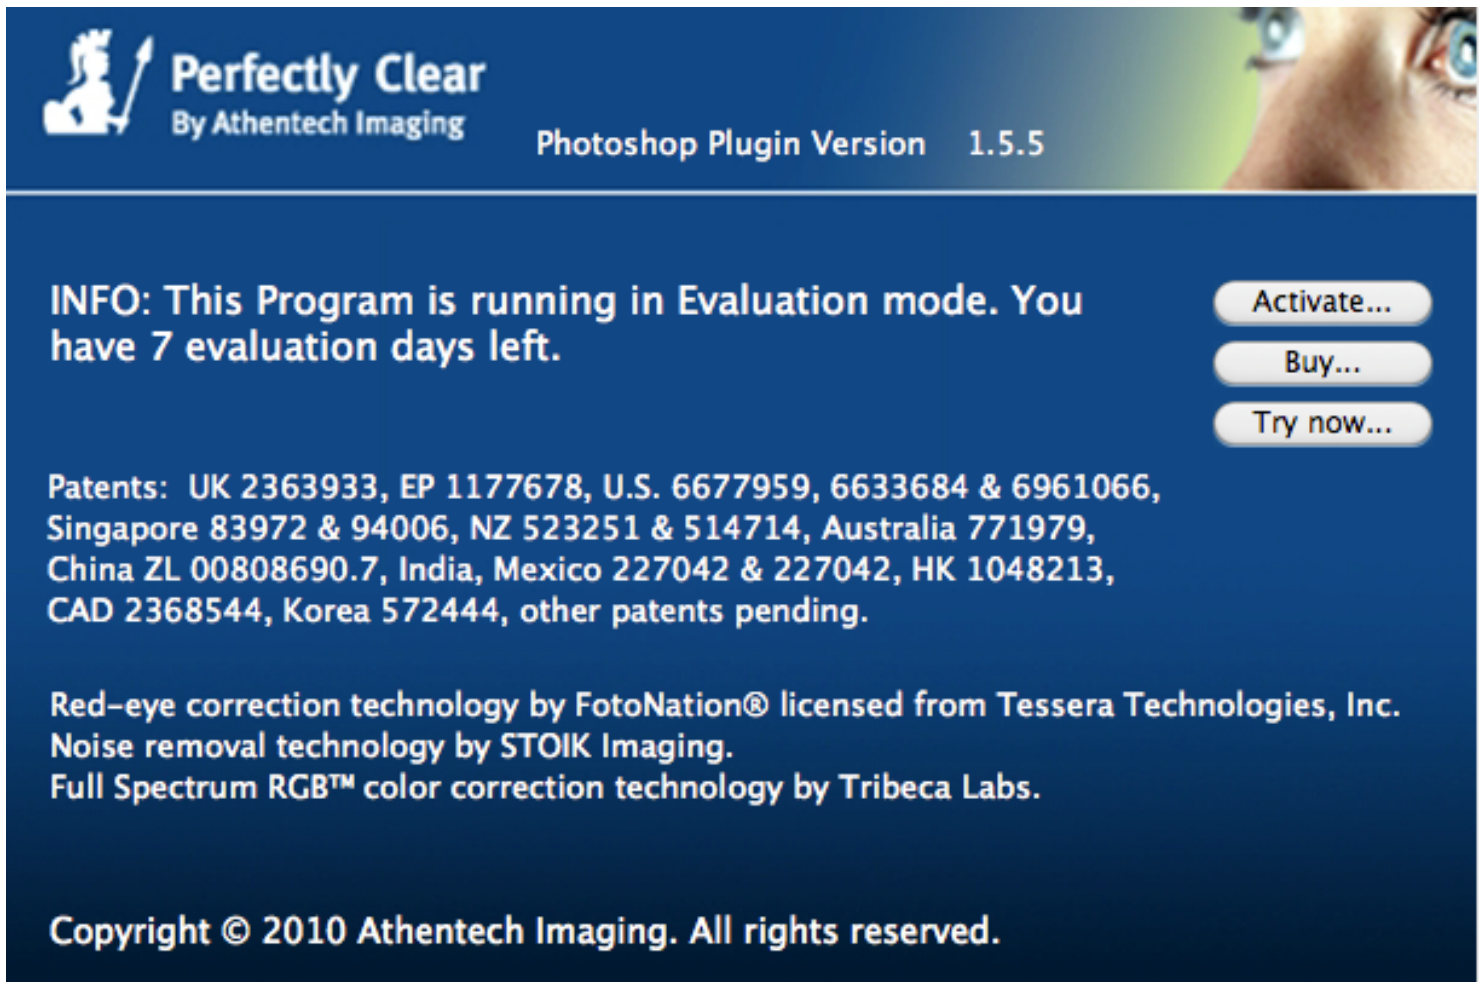 Perfectly Clear
By Athentech Imaging
Photoshop Plugin Version 1.5.5
INFO: This Program is running in Evaluation mode. You
have 7 evaluation days left.
Activate...
Buy...
Try now...
Patents: UK 2363933, EP 1177678, U.S. 6677959, 6633684 & 6961066,
Singapore 83972 & 94006, NZ 523251 & 514714, Australia 771979,
China ZL 00808690.7, India, Mexico 227042 & 227042, HK 1048213,
CAD 2368544, Korea 572444, other patents pending.
Red-eye correction technology by FotoNation® licensed from Tessera Technologies, Inc.
Noise removal technology by STOIK Imaging.
Full Spectrum RGB™ color correction technology by Tribeca Labs.
Copyright © 2010 Athentech Imaging. All rights reserved.